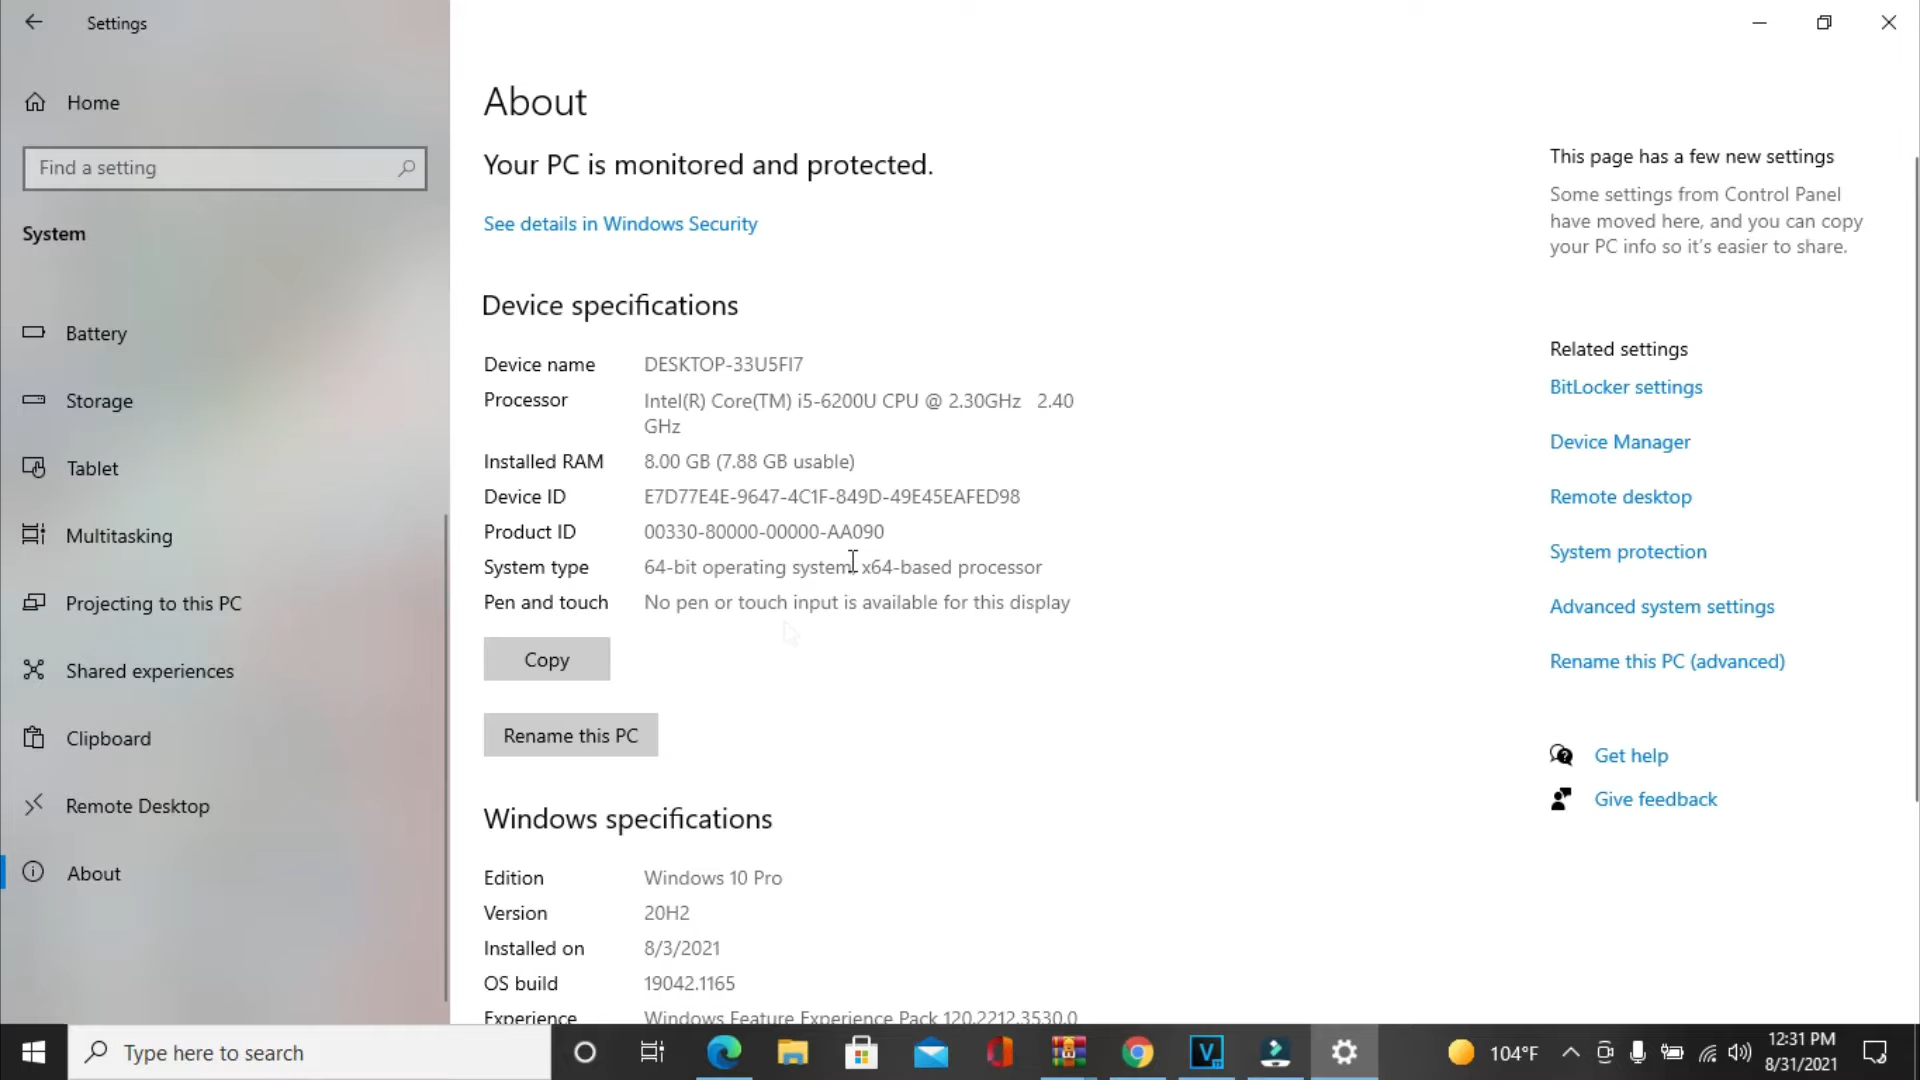 Settings
Home
Find a setting
System
Battery
Storage
Tablet
Multitasking
Projecting to this PC
Shared experiences
Clipboard
Remote Desktop
About
About
Your PC is monitored and protected.
See details in Windows Security
Device specifications
Device name DESKTOP-33U5FI7
Processor Intel(R) Core(TM) i5-6200U CPU @ 2.30GHz 2.40
GHz
Installed RAM 8.00 GB (7.88 GB usable)
Device ID E7D77E4E-9647-4C1F-849D-49E45EAFED98
Product ID 00330-80000-00000-AA090
System type 64-bit operating system, x64-based processor
Pen and touch No pen or touch input is available for this display
Copy
Rename this PC
Windows specifications
Edition Windows 10 Pro
Version 20H2
Installed on 8/3/2021
OS build 19042.1165
Experience Windows Feature Experience Pack 120.2212.3530.0
This page has a few new settings
Some settings from Control Panel
have moved here, and you can copy
your PC info so it's easier to share.
Related settings
BitLocker settings
Device Manager
Remote desktop
System protection
Advanced system settings
Rename this PC (advanced)
Get help
Give feedback
Type here to search
104°F
12:31 PM
8/31/2021